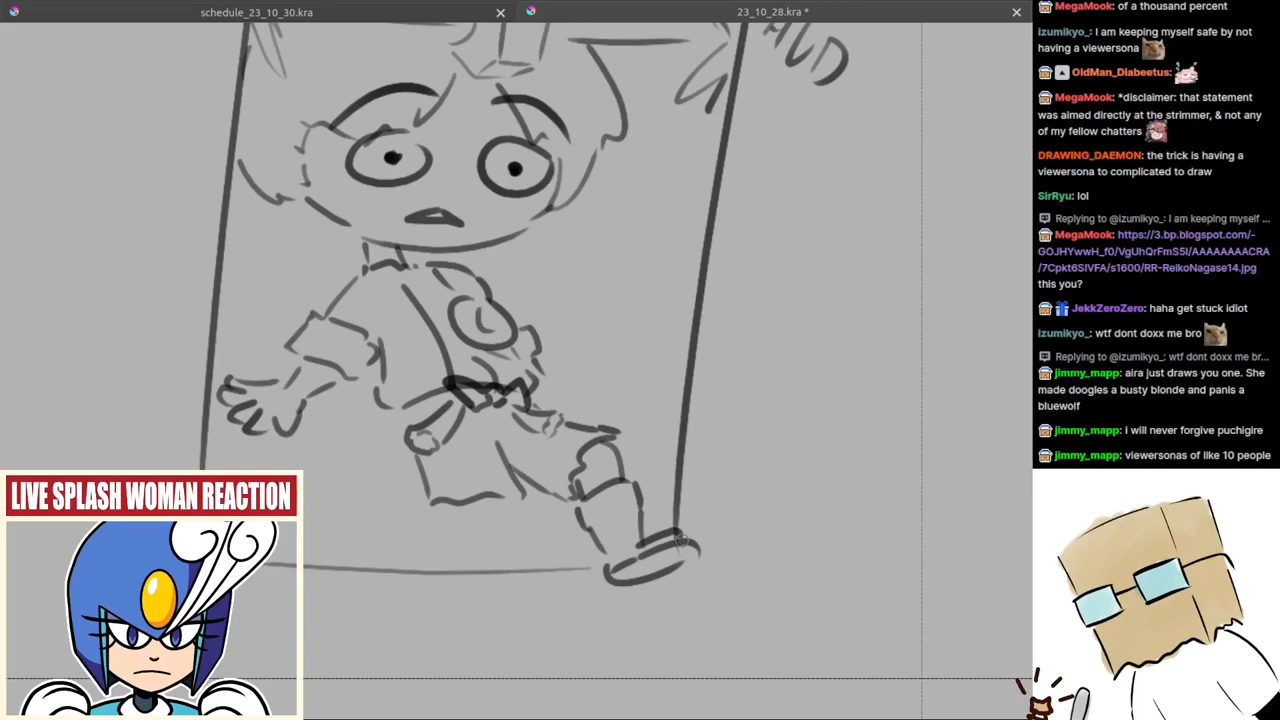 schedule_23_10_30.kra
23_10_28.kra *
MegaMook: of a thousand percent
izumikyo_: I am keeping myself safe by not
having a viewersona
OldMan_Diabeetus:
MegaMook: *disclaimer: that statement
was aimed directly at the strimmer, & not any
of my fellow chatters
DRAWING_DAEMON: the trick is having a
viewersona to complicated to draw
SirRyu: lol
Replying to @izumikyo_: I am keeping myself ...
MegaMook: https://3.bp.blogspot.com/-
GOJHYwwH_f0/VgUhQrFmS5I/AAAAAAAACRA
/7Cpkt6SIVFA/s1600/RR-ReikoNagase14.jpg
this you?
JekkZeroZero: haha get stuck idiot
izumikyo_: wtf dont doxx me bro
Replying to @izumikyo_: wtf dont doxx me br...
jimmy_mapp: aira just draws you one. She
made doogles a busty blonde and panis a
bluewolf
jimmy_mapp: i will never forgive puchigire
jimmy_mapp: viewersonas of like 10 people
LIVE SPLASH WOMAN REACTION